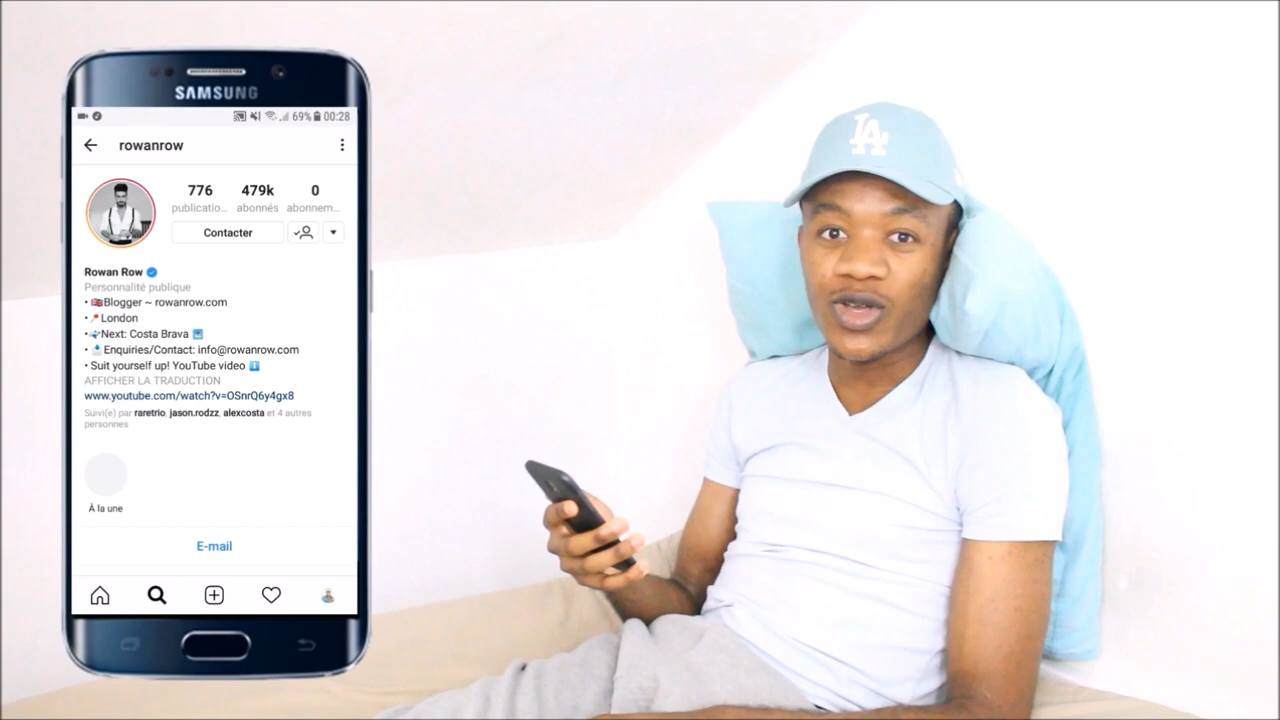 SAMSUNG
69% 00:28
rowanrow
776 479k 0
publicatio... abonnés abonnem...
Contacter
Rowan Row
Personnalité publique
• 🇬🇧Blogger ~ rowanrow.com
• 📍London
• ✈Next: Costa Brava
• 📩Enquiries/Contact: info@rowanrow.com
• Suit yourself up! YouTube video ⬇
AFFICHER LA TRADUCTION
www.youtube.com/watch?v=OSnrQ6y4gx8
Suivi(e) par raretrio, jason.rodzz, alexcosta et 4 autres
personnes
À la une
E-mail
LA